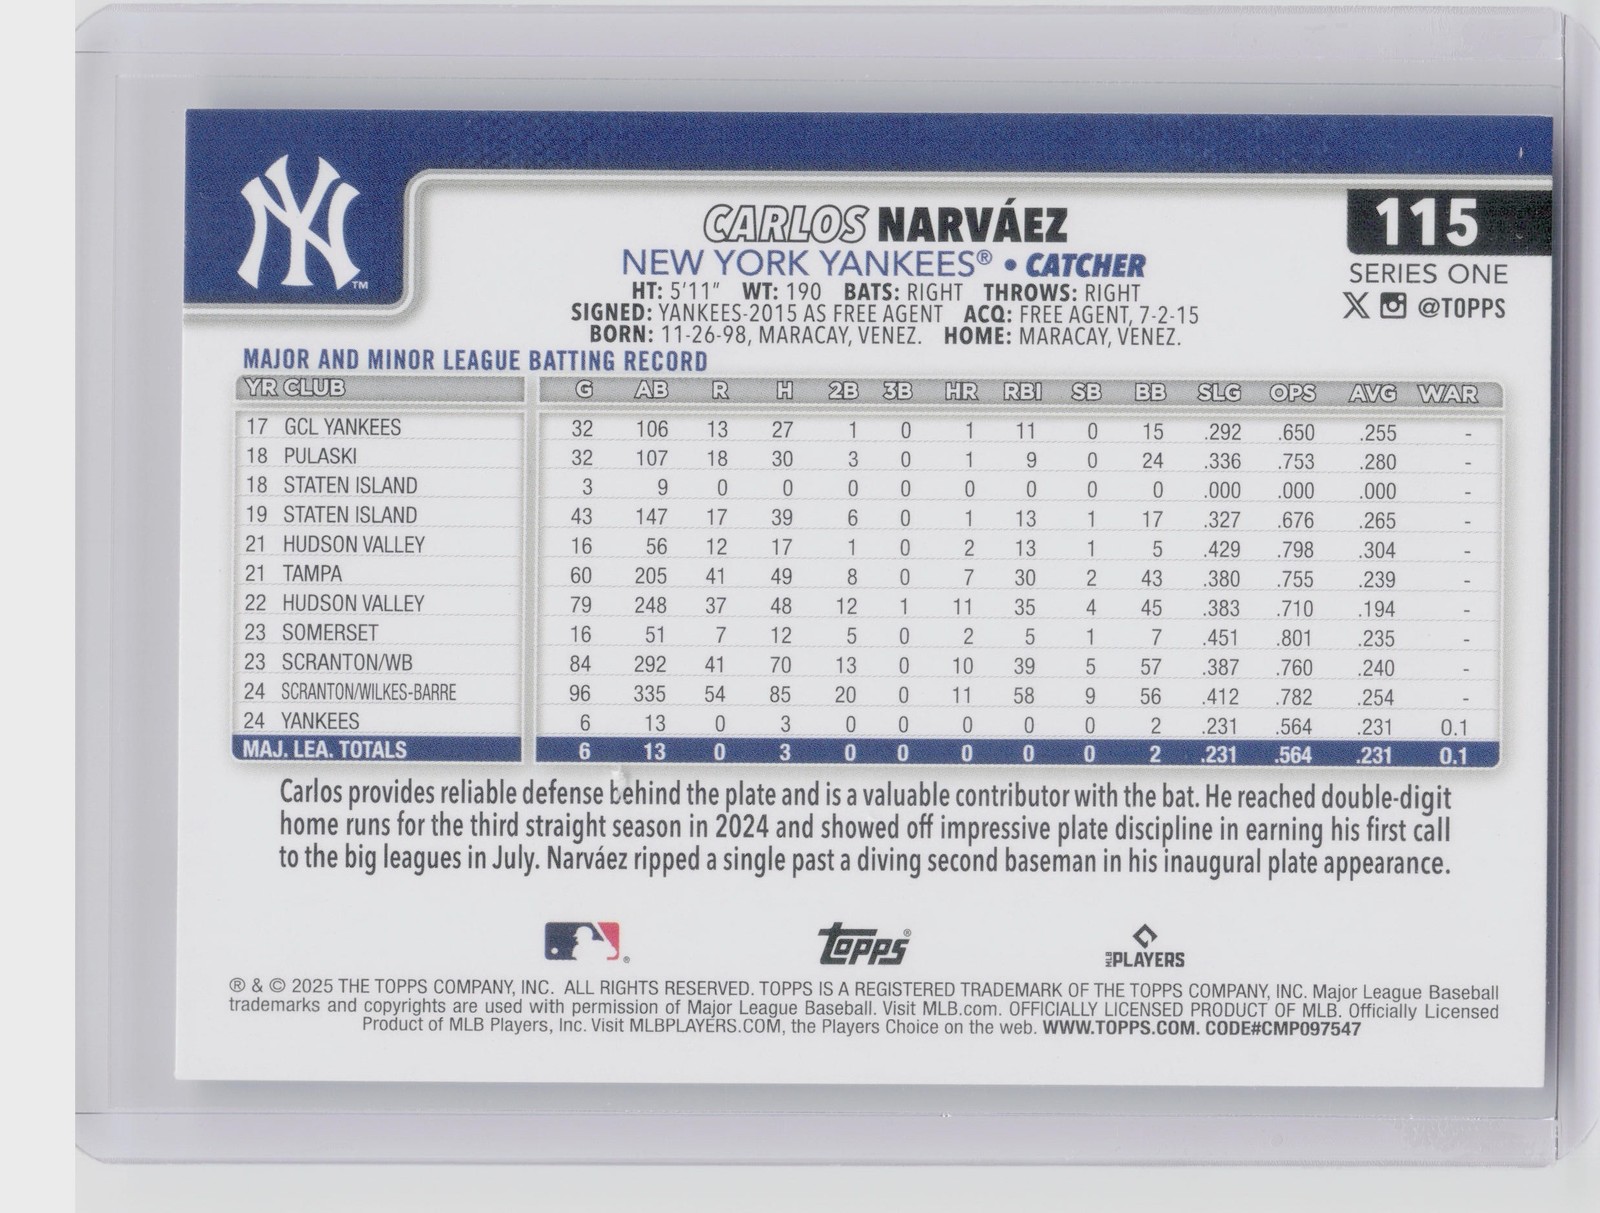 NY™
CARLOS NARVÁEZ
115
NEW YORK YANKEES® • CATCHER
SERIES ONE
HT: 5'11" WT: 190 BATS: RIGHT THROWS: RIGHT
@TOPPS
SIGNED: YANKEES-2015 AS FREE AGENT ACQ: FREE AGENT, 7-2-15
BORN: 11-26-98, MARACAY, VENEZ. HOME: MARACAY, VENEZ.
MAJOR AND MINOR LEAGUE BATTING RECORD
YR CLUB G AB R H 2B 3B HR RBI SB BB SLG OPS AVG WAR
17 GCL YANKEES 32 106 13 27 1 0 1 11 0 15 .292 .650 .255 -
18 PULASKI 32 107 18 30 3 0 1 9 0 24 .336 .753 .280 -
18 STATEN ISLAND 3 9 0 0 0 0 0 0 0 0 .000 .000 .000 -
19 STATEN ISLAND 43 147 17 39 6 0 1 13 1 17 .327 .676 .265 -
21 HUDSON VALLEY 16 56 12 17 1 0 2 13 1 5 .429 .798 .304 -
21 TAMPA 60 205 41 49 8 0 7 30 2 43 .380 .755 .239 -
22 HUDSON VALLEY 79 248 37 48 12 1 11 35 4 45 .383 .710 .194 -
23 SOMERSET 16 51 7 12 5 0 2 5 1 7 .451 .801 .235 -
23 SCRANTON/WB 84 292 41 70 13 0 10 39 5 57 .387 .760 .240 -
24 SCRANTON/WILKES-BARRE 96 335 54 85 20 0 11 58 9 56 .412 .782 .254 -
24 YANKEES 6 13 0 3 0 0 0 0 0 2 .231 .564 .231 0.1
MAJ. LEA. TOTALS 6 13 0 3 0 0 0 0 0 2 .231 .564 .231 0.1
Carlos provides reliable defense behind the plate and is a valuable contributor with the bat. He reached double-digit
home runs for the third straight season in 2024 and showed off impressive plate discipline in earning his first call
to the big leagues in July. Narváez ripped a single past a diving second baseman in his inaugural plate appearance.
Topps®
MLB PLAYERS
® & © 2025 THE TOPPS COMPANY, INC. ALL RIGHTS RESERVED. TOPPS IS A REGISTERED TRADEMARK OF THE TOPPS COMPANY, INC. Major League Baseball
trademarks and copyrights are used with permission of Major League Baseball. Visit MLB.com. OFFICIALLY LICENSED PRODUCT OF MLB. Officially Licensed
Product of MLB Players, Inc. Visit MLBPLAYERS.COM, the Players Choice on the web. WWW.TOPPS.COM. CODE#CMP097547